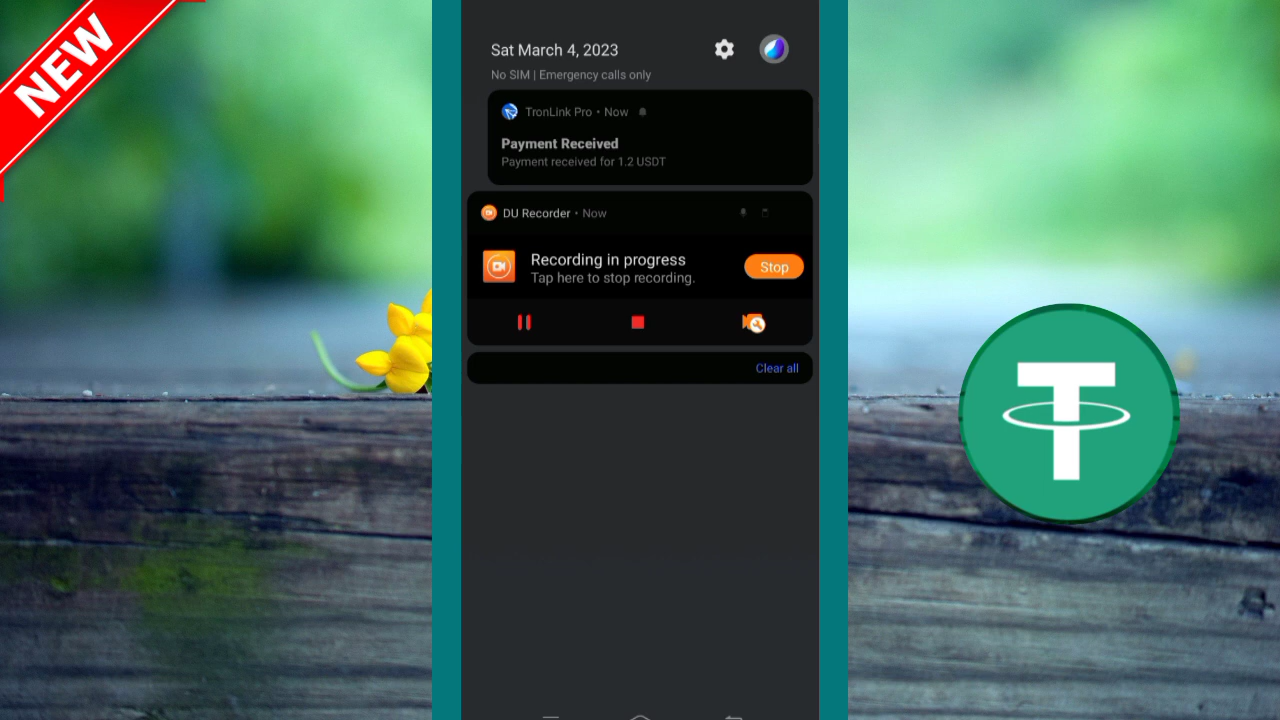 NEW
Sat March 4, 2023
No SIM | Emergency calls only
TronLink Pro • Now
Payment Received
Payment received for 1.2 USDT
DU Recorder • Now
Recording in progress
Tap here to stop recording.
Stop
Clear all